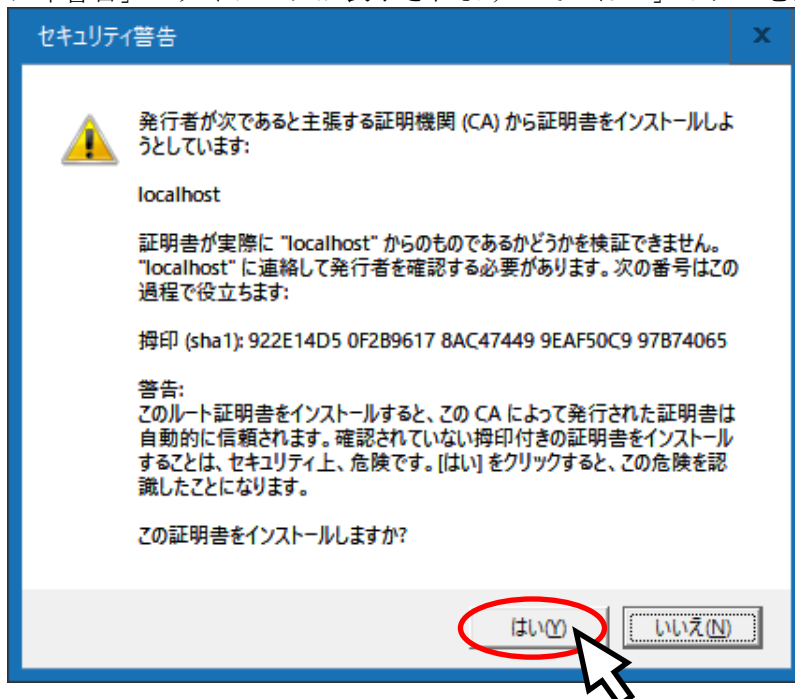 セキュリティ警告
発行者が次であると主張する証明機関 (CA) から証明書をインストールしよ
うとしています:
localhost
証明書が実際に "localhost" からのものであるかどうかを検証できません。
"localhost" に連絡して発行者を確認する必要があります。次の番号はこの
過程で役立ちます:
拇印 (sha1): 922E14D5 0F2B9617 8AC47449 9EAF50C9 97B74065
警告:
このルート証明書をインストールすると、この CA によって発行された証明書は
自動的に信頼されます。確認されていない拇印付きの証明書をインストール
することは、セキュリティ上、危険です。[はい] をクリックすると、この危険を認
識したことになります。
この証明書をインストールしますか?
はい(Y)
いいえ(N)